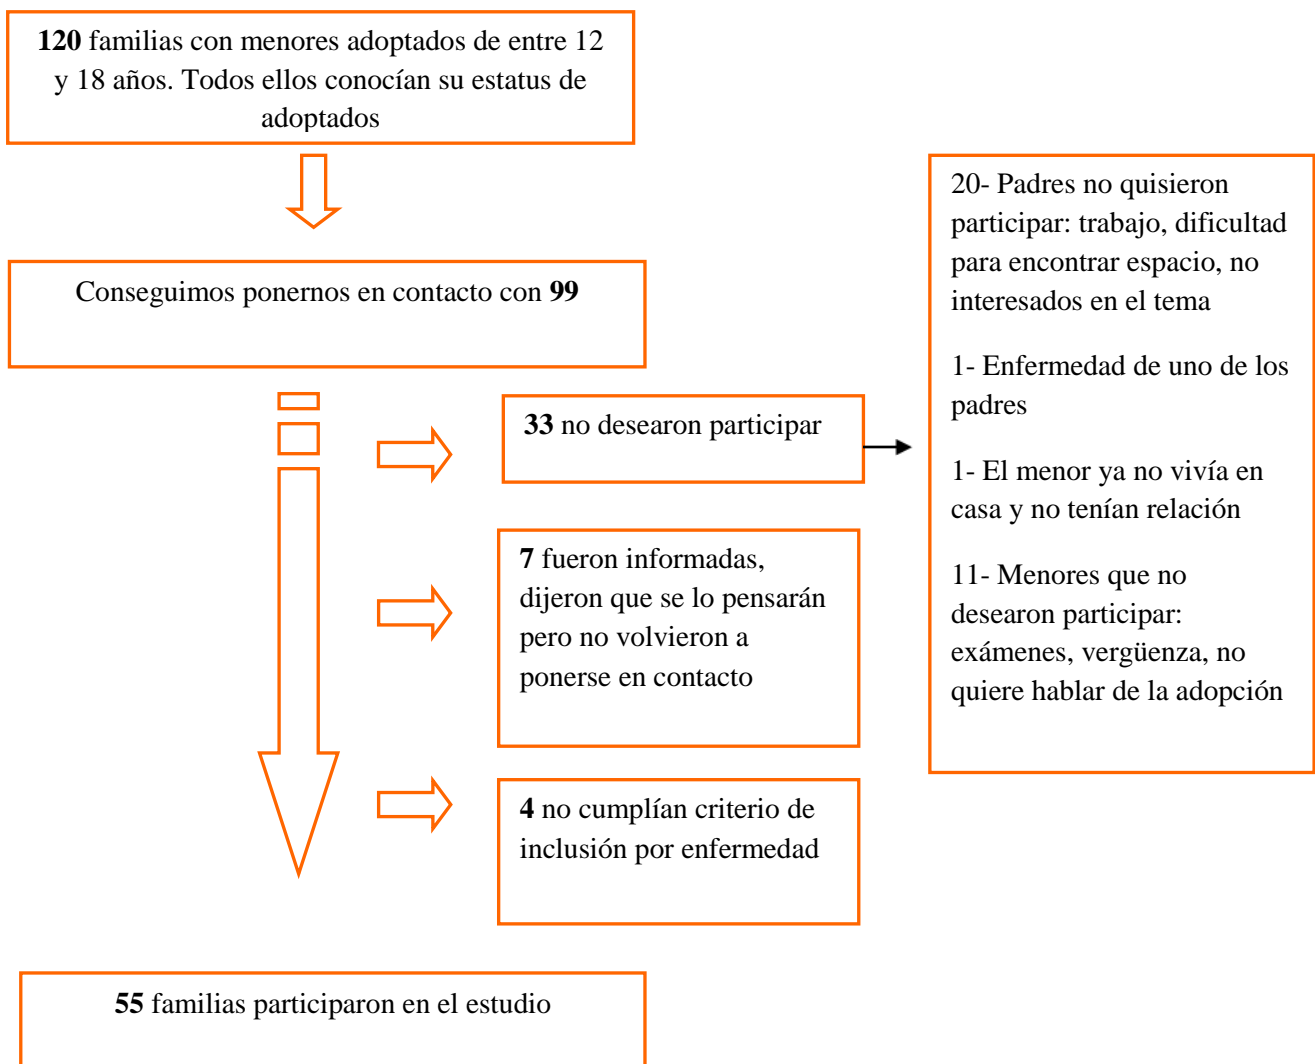 120 familias con menores adoptados de entre 12
y 18 años. Todos ellos conocían su estatus de
adoptados
Conseguimos ponernos en contacto con 99
33 no desearon participar
20- Padres no quisieron
participar: trabajo, dificultad
para encontrar espacio, no
interesados en el tema
1- Enfermedad de uno de los
padres
1- El menor ya no vivía en
casa y no tenían relación
11- Menores que no
desearon participar:
exámenes, vergüenza, no
quiere hablar de la adopción
7 fueron informadas,
dijeron que se lo pensarán
pero no volvieron a
ponerse en contacto
4 no cumplían criterio de
inclusión por enfermedad
55 familias participaron en el estudio